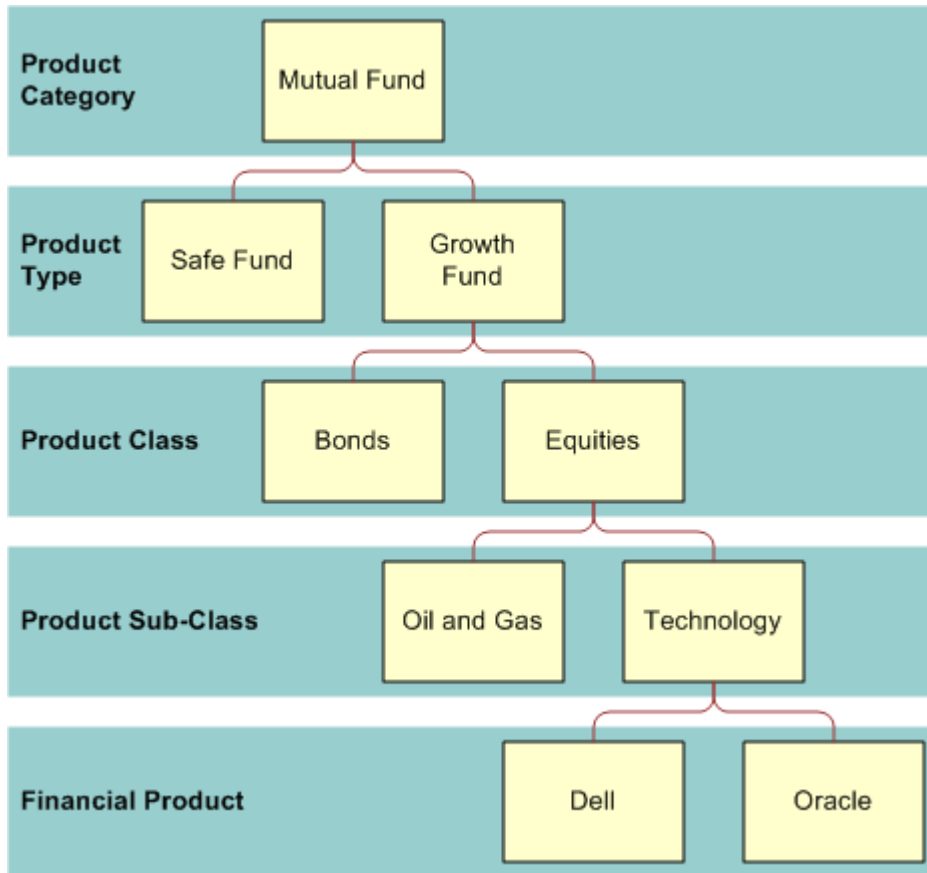 Product
Category
Mutual Fund
Product
Type
Safe Fund
Growth
Fund
Product Class
Bonds
Equities
Product Sub-Class
Oil and Gas
Technology
Financial Product
Dell
Oracle